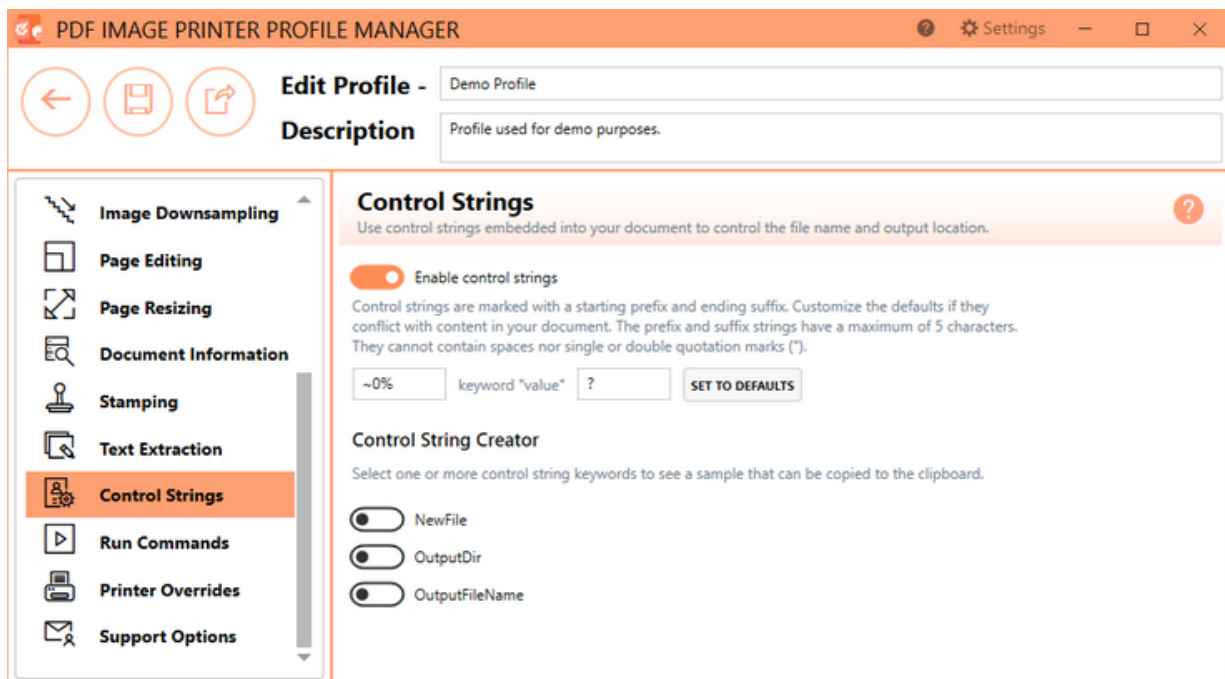 PDF IMAGE PRINTER PROFILE MANAGER
? Settings
Edit Profile - Demo Profile
Description Profile used for demo purposes.
Image Downsampling
Page Editing
Page Resizing
Document Information
Stamping
Text Extraction
Control Strings
Run Commands
Printer Overrides
Support Options
Control Strings
?
Use control strings embedded into your document to control the file name and output location.
Enable control strings
Control strings are marked with a starting prefix and ending suffix. Customize the defaults if they
conflict with content in your document. The prefix and suffix strings have a maximum of 5 characters.
They cannot contain spaces nor single or double quotation marks (").
~0% keyword "value" ? SET TO DEFAULTS
Control String Creator
Select one or more control string keywords to see a sample that can be copied to the clipboard.
NewFile
OutputDir
OutputFileName